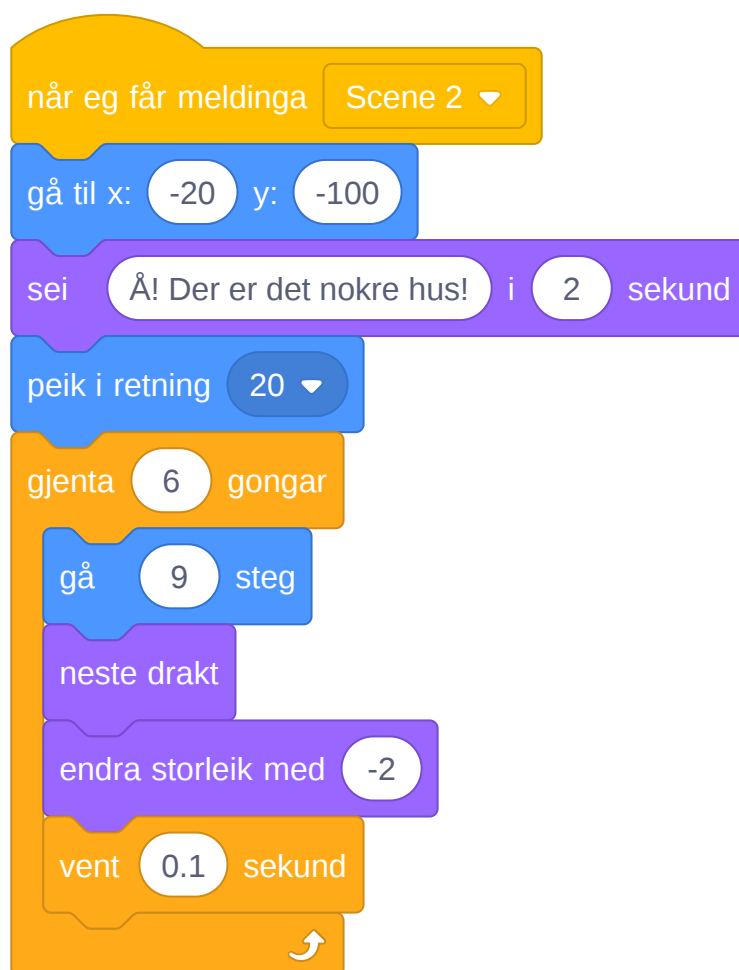 når eg får meldinga Scene 2
gå til x: -20 y: -100
sei Å! Der er det nokre hus! i 2 sekund
peik i retning 20
gjenta 6 gongar
gå 9 steg
neste drakt
endra storleik med -2
vent 0.1 sekund